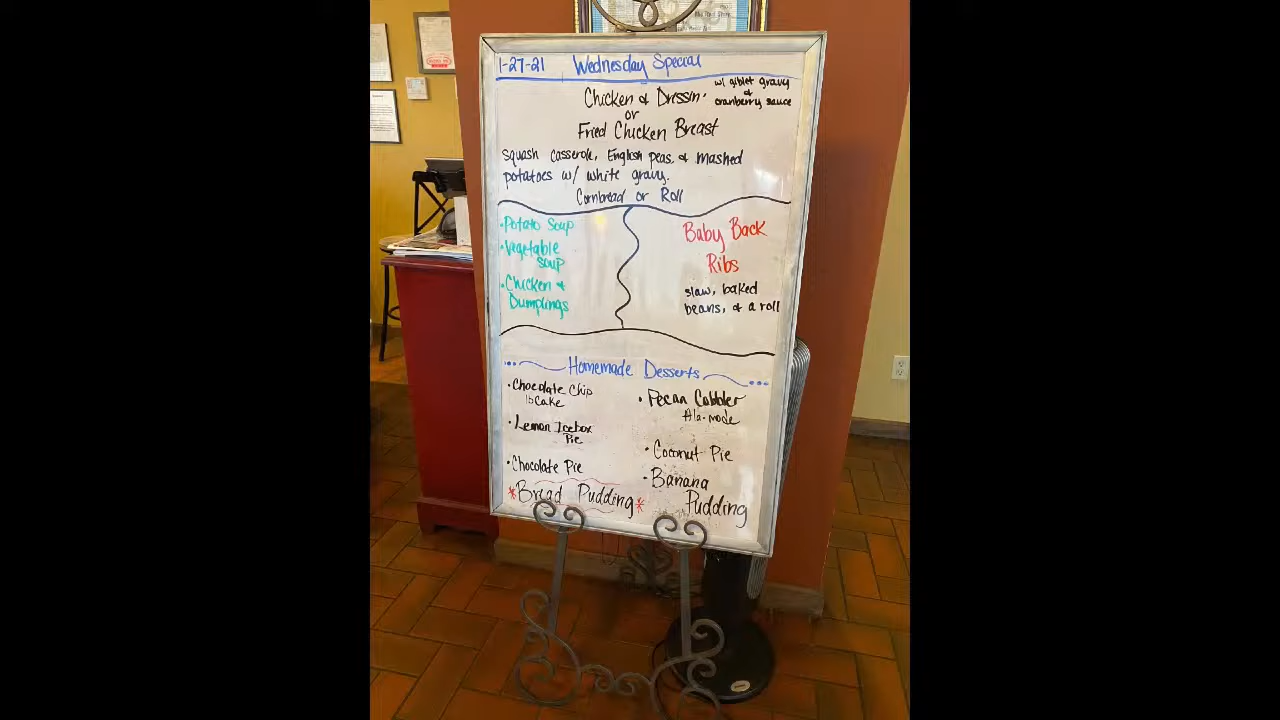 1-27-21 Wednesday Special
Chicken & Dressin'
w/ giblet gravy
&
cranberry sauce
or
Fried Chicken Breast
squash casserole, English peas, & mashed
potatoes w/ white gravy.
Cornbread or Roll
•Potato Soup
•Vegetable
Soup
•Chicken &
Dumplings
Baby Back
Ribs
slaw, baked
beans, & a roll
Homemade Desserts
•Chocolate Chip
Cake
•Lemon Icebox
Pie
•Chocolate Pie
*Bread Pudding*
•Pecan Cobbler
Ala-mode
•Coconut Pie
•Banana
Pudding